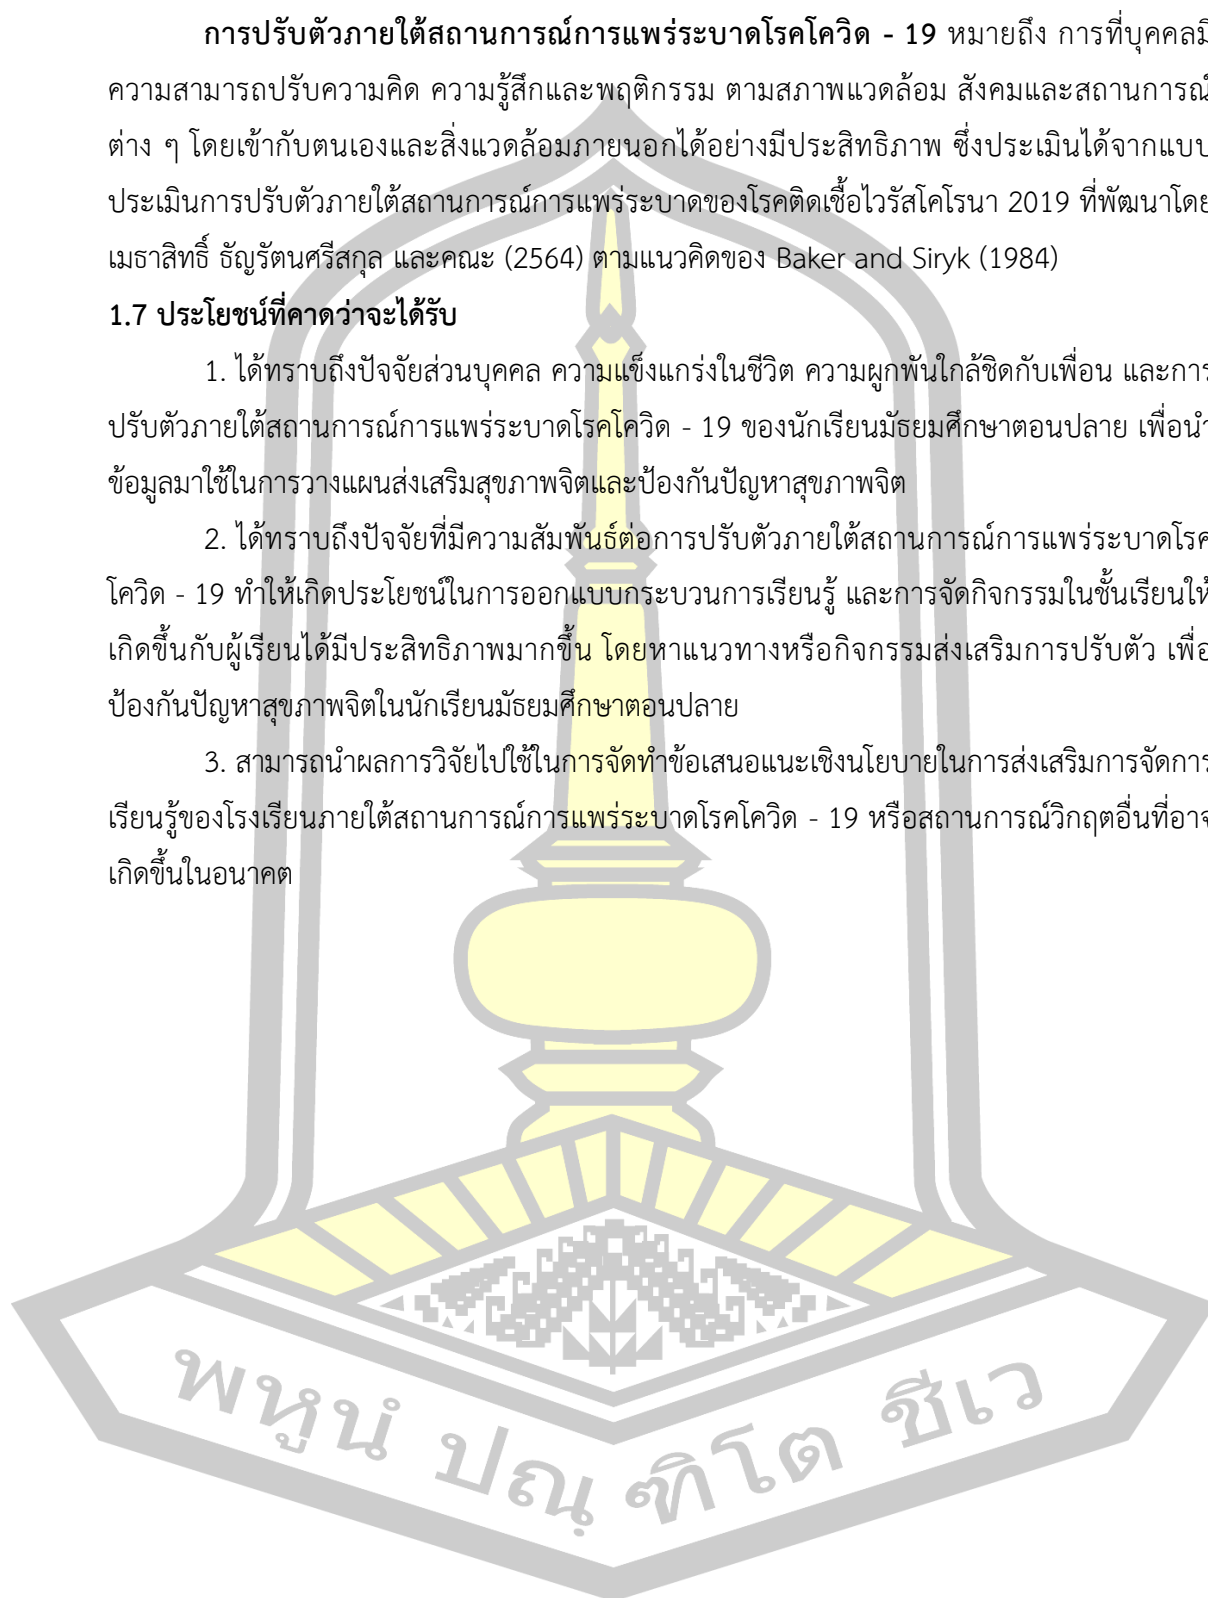 การปรับตัวภายใต้สถานการณ์การแพร่ระบาดโรคโควิด - 19 หมายถึง การที่บุคคลมี
ความสามารถปรับความคิด ความรู้สึกและพฤติกรรม ตามสภาพแวดล้อม สังคมและสถานการณ์
ต่าง ๆ โดยเข้ากับตนเองและสิ่งแวดล้อมภายนอกได้อย่างมีประสิทธิภาพ ซึ่งประเมินได้จากแบบ
ประเมินการปรับตัวภายใต้สถานการณ์การแพร่ระบาดของโรคติดเชื้อไวรัสโคโรนา 2019 ที่พัฒนาโดย
เมธาสิทธิ์ ธัญรัตนศรีสกุล และคณะ (2564) ตามแนวคิดของ Baker and Siryk (1984)
1.7 ประโยชน์ที่คาดว่าจะได้รับ
1. ได้ทราบถึงปัจจัยส่วนบุคคล ความแข็งแกร่งในชีวิต ความผูกพันใกล้ชิดกับเพื่อน และการ
ปรับตัวภายใต้สถานการณ์การแพร่ระบาดโรคโควิด - 19 ของนักเรียนมัธยมศึกษาตอนปลาย เพื่อนำ
ข้อมูลมาใช้ในการวางแผนส่งเสริมสุขภาพจิตและป้องกันปัญหาสุขภาพจิต
2. ได้ทราบถึงปัจจัยที่มีความสัมพันธ์ต่อการปรับตัวภายใต้สถานการณ์การแพร่ระบาดโรค
โควิด - 19 ทำให้เกิดประโยชน์ในการออกแบบกระบวนการเรียนรู้ และการจัดกิจกรรมในชั้นเรียนให้
เกิดขึ้นกับผู้เรียนได้มีประสิทธิภาพมากขึ้น โดยหาแนวทางหรือกิจกรรมส่งเสริมการปรับตัว เพื่อ
ป้องกันปัญหาสุขภาพจิตในนักเรียนมัธยมศึกษาตอนปลาย
3. สามารถนำผลการวิจัยไปใช้ในการจัดทำข้อเสนอแนะเชิงนโยบายในการส่งเสริมการจัดการ
เรียนรู้ของโรงเรียนภายใต้สถานการณ์การแพร่ระบาดโรคโควิด - 19 หรือสถานการณ์วิกฤตอื่นที่อาจ
เกิดขึ้นในอนาคต
พหูนํ ปณฺฑิโต ชีเว